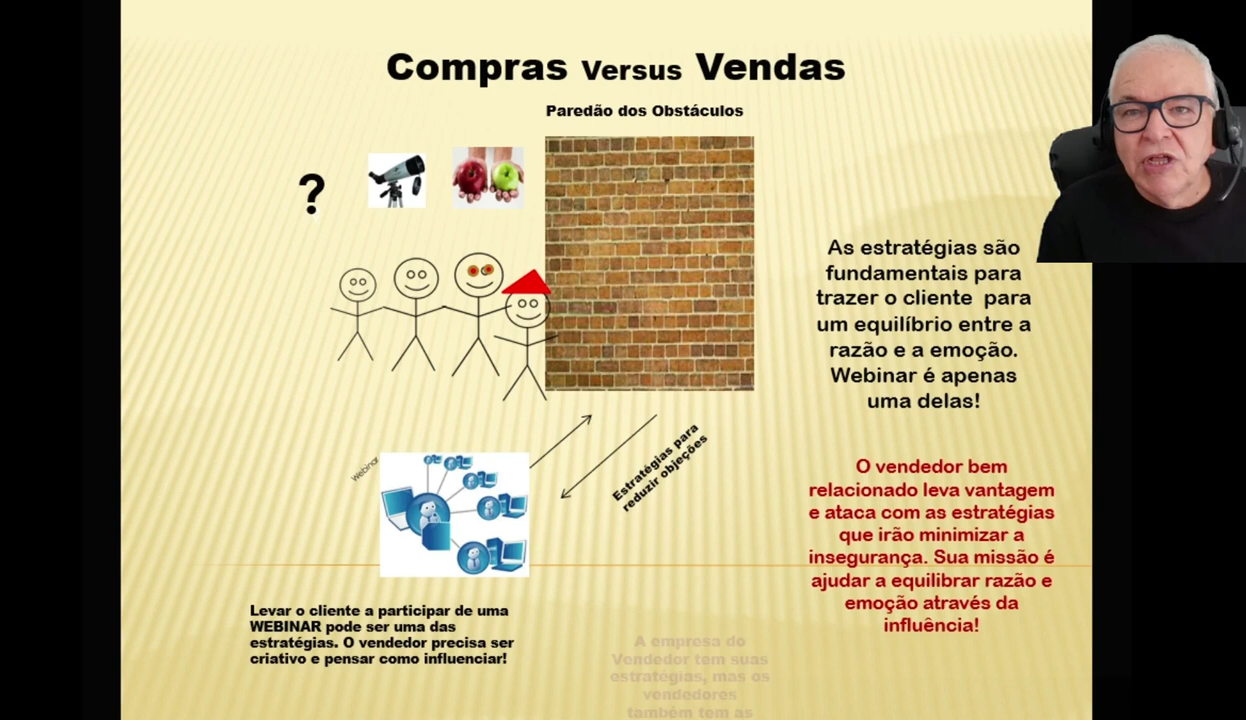 Compras Versus Vendas
Paredão dos Obstáculos
?
As estratégias são
fundamentais para
trazer o cliente para
um equilíbrio entre a
razão e a emoção.
Webinar é apenas
uma delas!
Webinar
Estratégias para
reduzir objeções
O vendedor bem
relacionado leva vantagem
e ataca com as estratégias
que irão minimizar a
insegurança. Sua missão é
ajudar a equilibrar razão e
emoção através da
influência!
Levar o cliente a participar de uma
WEBINAR pode ser uma das
estratégias. O vendedor precisa ser
criativo e pensar como influenciar!
A empresa do
Vendedor tem suas
estratégias, mas os
vendedores
também tem as